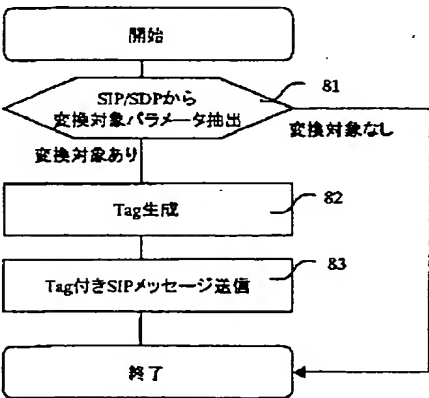 開始
SIP/SDPから
変換対象パラメータ抽出
81
変換対象なし
変換対象あり
Tag生成
82
Tag付きSIPメッセージ送信
83
終了